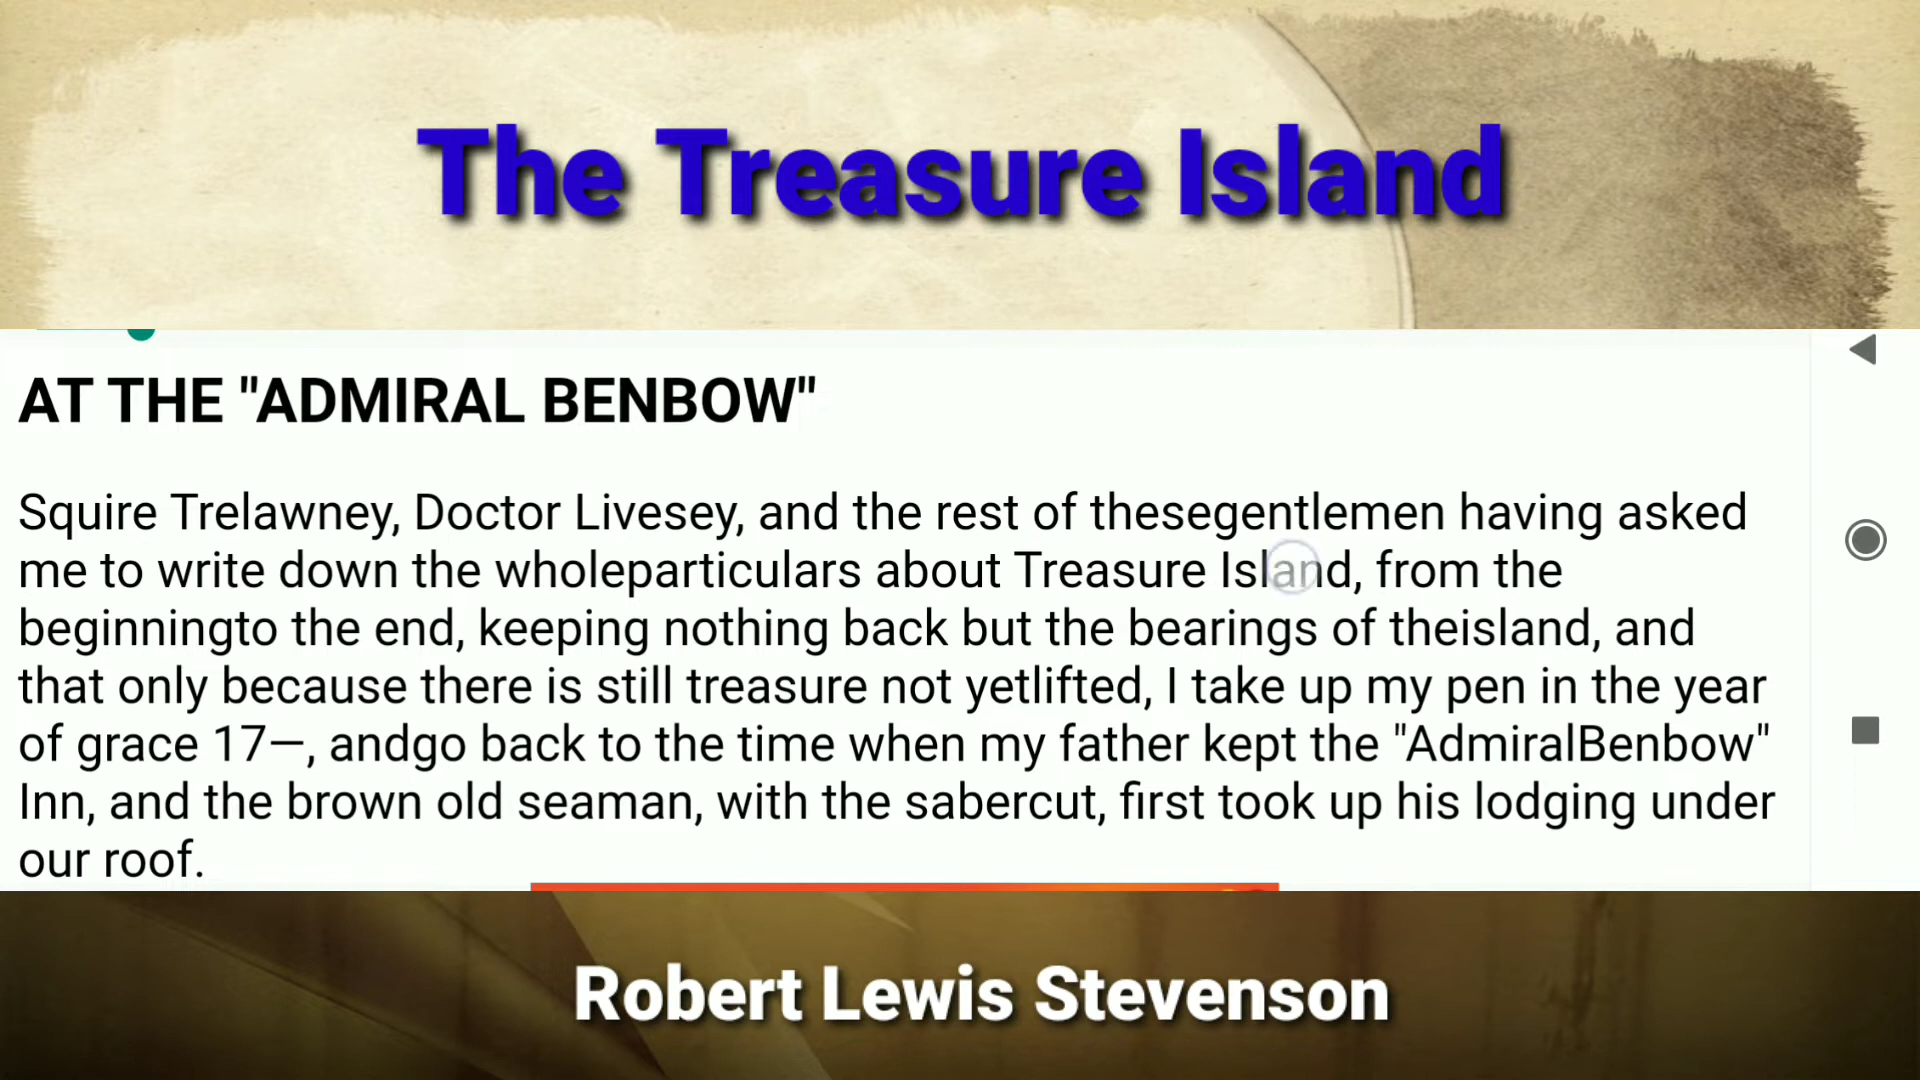 The Treasure Island
AT THE "ADMIRAL BENBOW"
Squire Trelawney, Doctor Livesey, and the rest of thesegentlemen having asked
me to write down the wholeparticulars about Treasure Island, from the
beginningto the end, keeping nothing back but the bearings of theisland, and
that only because there is still treasure not yetlifted, I take up my pen in the year
of grace 17—, andgo back to the time when my father kept the "AdmiralBenbow"
Inn, and the brown old seaman, with the sabercut, first took up his lodging under
our roof.
Robert Lewis Stevenson